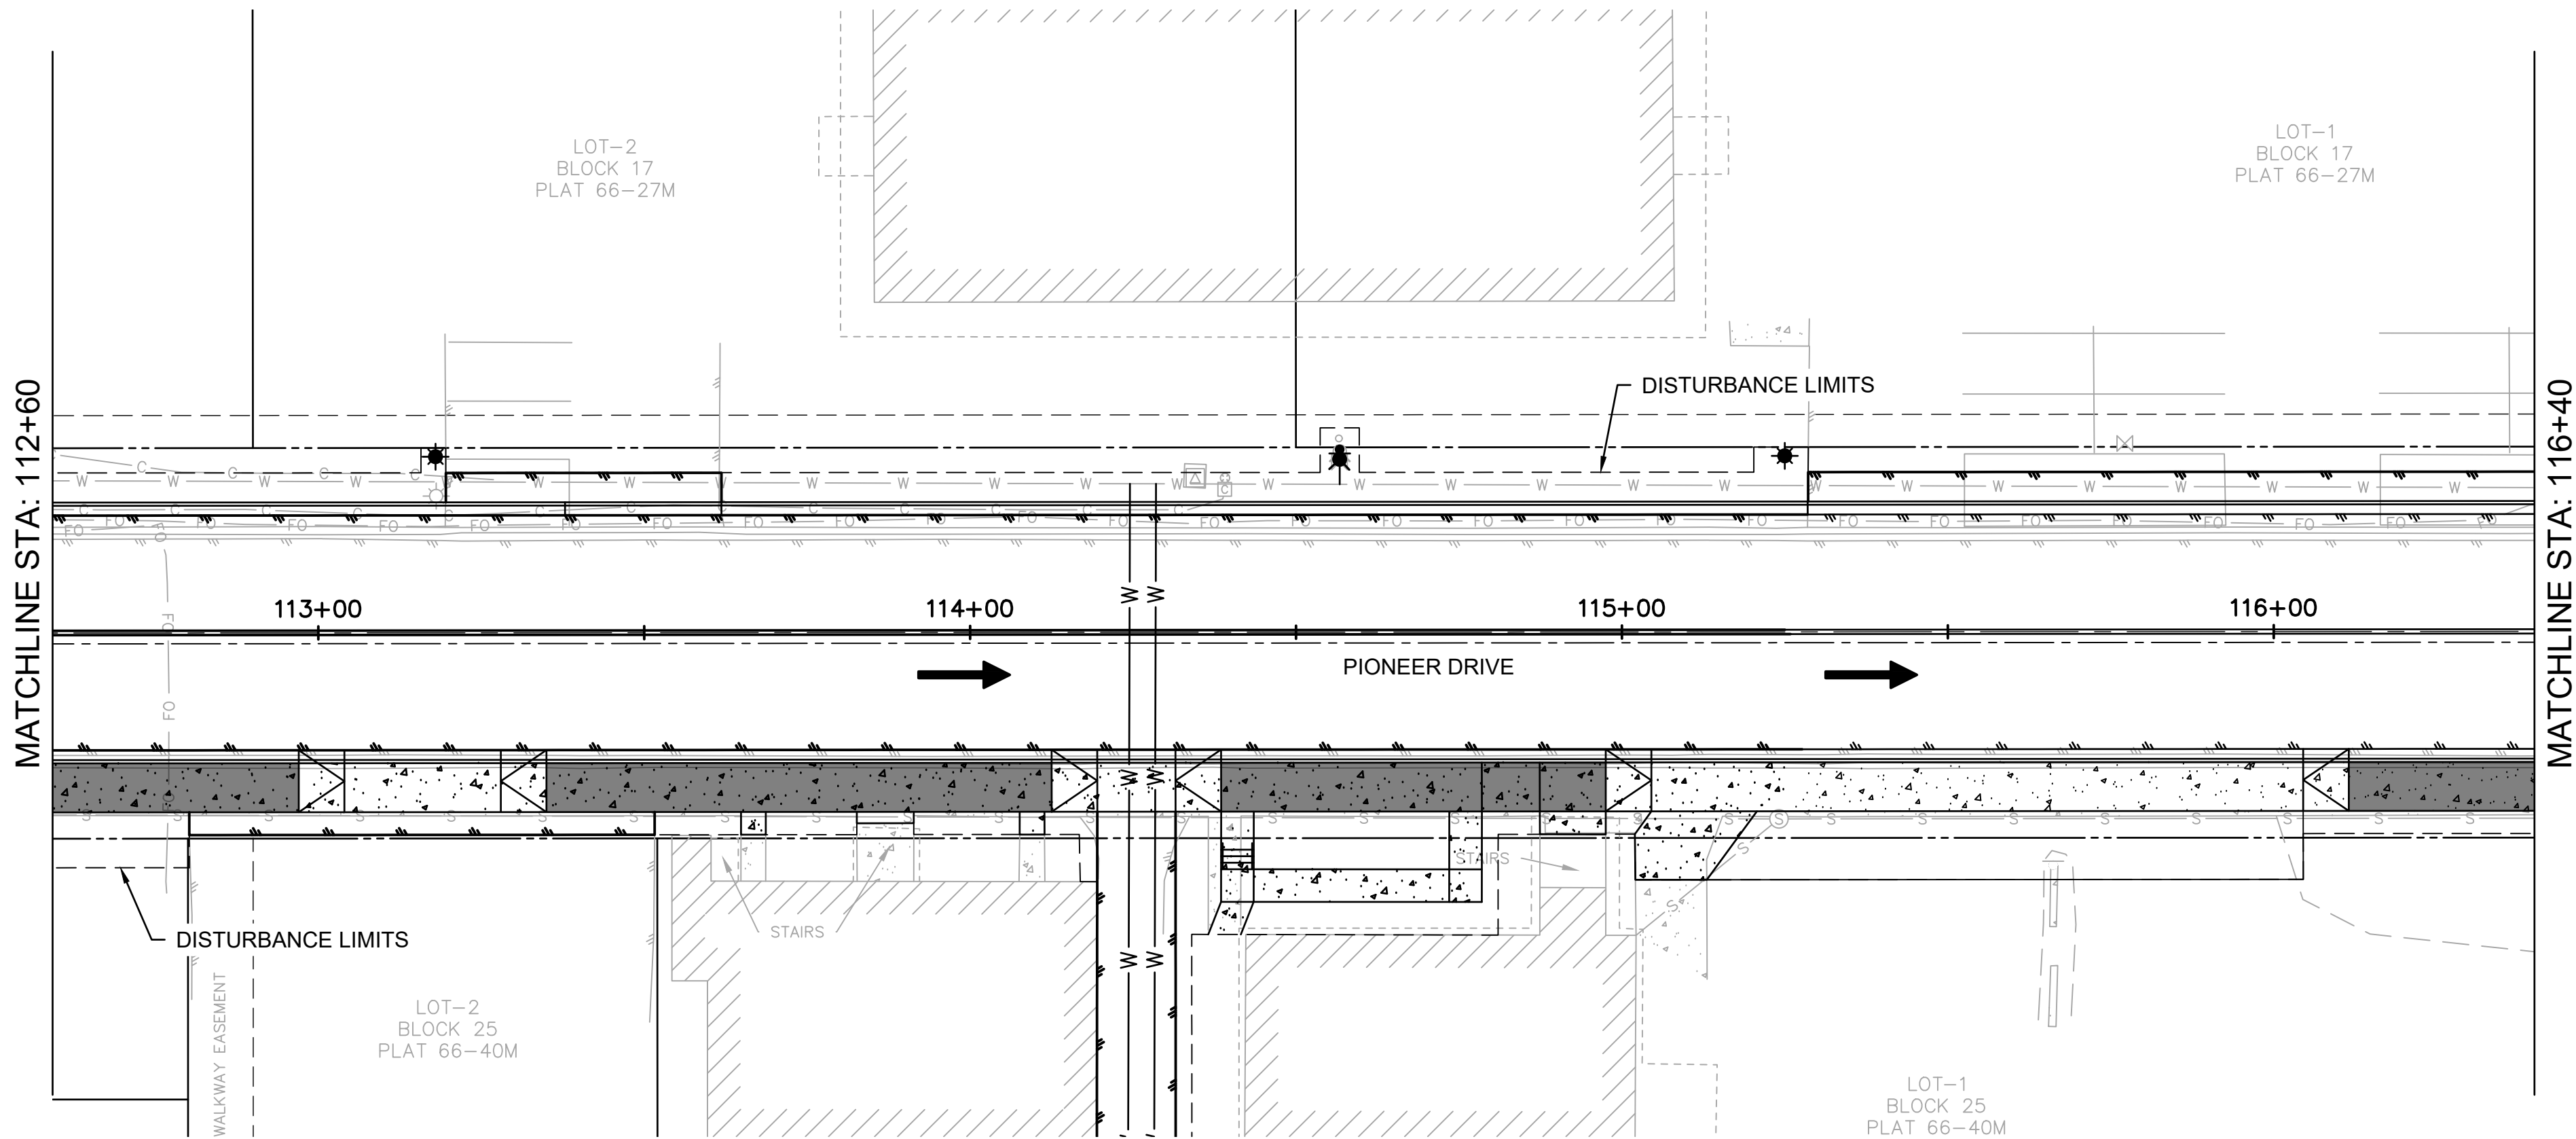 LOT-2
BLOCK 17
PLAT 66-27M
LOT-1
BLOCK 17
PLAT 66-27M
DISTURBANCE LIMITS
MATCHLINE STA: 112+60
MATCHLINE STA: 116+40
113+00
114+00
115+00
116+00
PIONEER DRIVE
STAIRS
STAIRS
DISTURBANCE LIMITS
WALKWAY EASEMENT
LOT-2
BLOCK 25
PLAT 66-40M
LOT-1
BLOCK 25
PLAT 66-40M